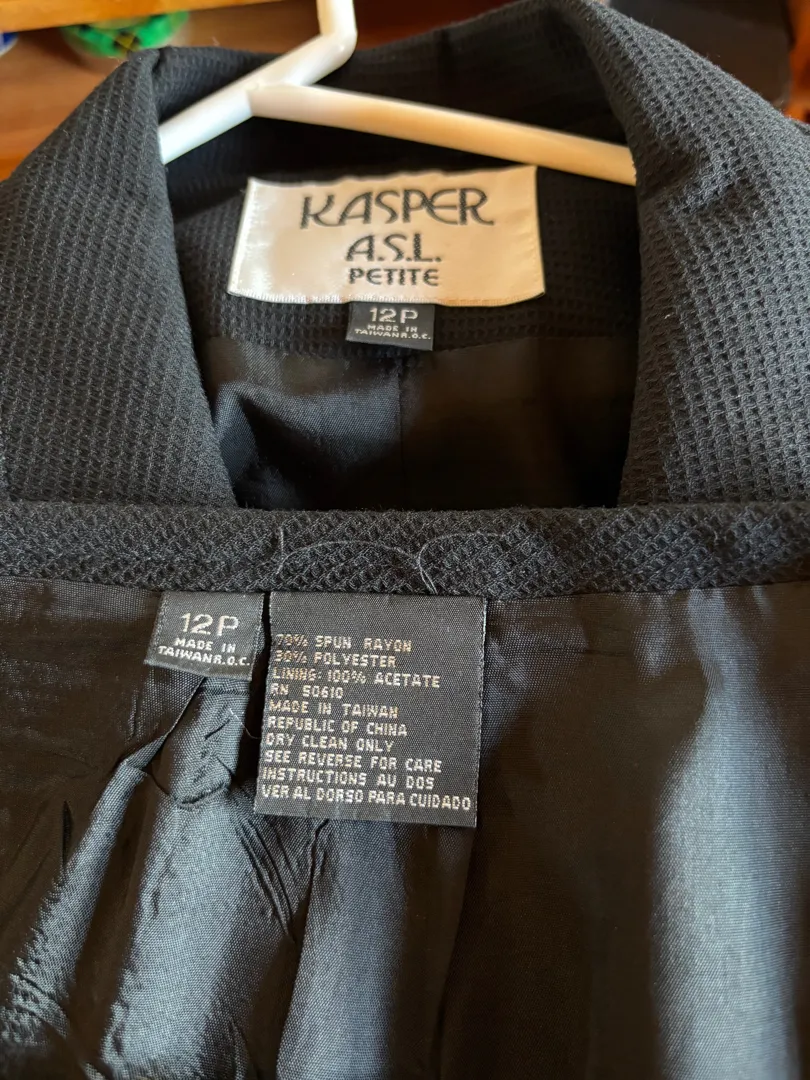 KASPER
A.S.L.
PETITE
12P
MADE IN
TAIWAN R.O.C.
12P
MADE IN
TAIWAN R.O.C.
70% SPUN RAYON
30% POLYESTER
LINING: 100% ACETATE
RN 50610
MADE IN TAIWAN
REPUBLIC OF CHINA
DRY CLEAN ONLY
SEE REVERSE FOR CARE
INSTRUCTIONS AU DOS
VER AL DORSO PARA CUIDADO